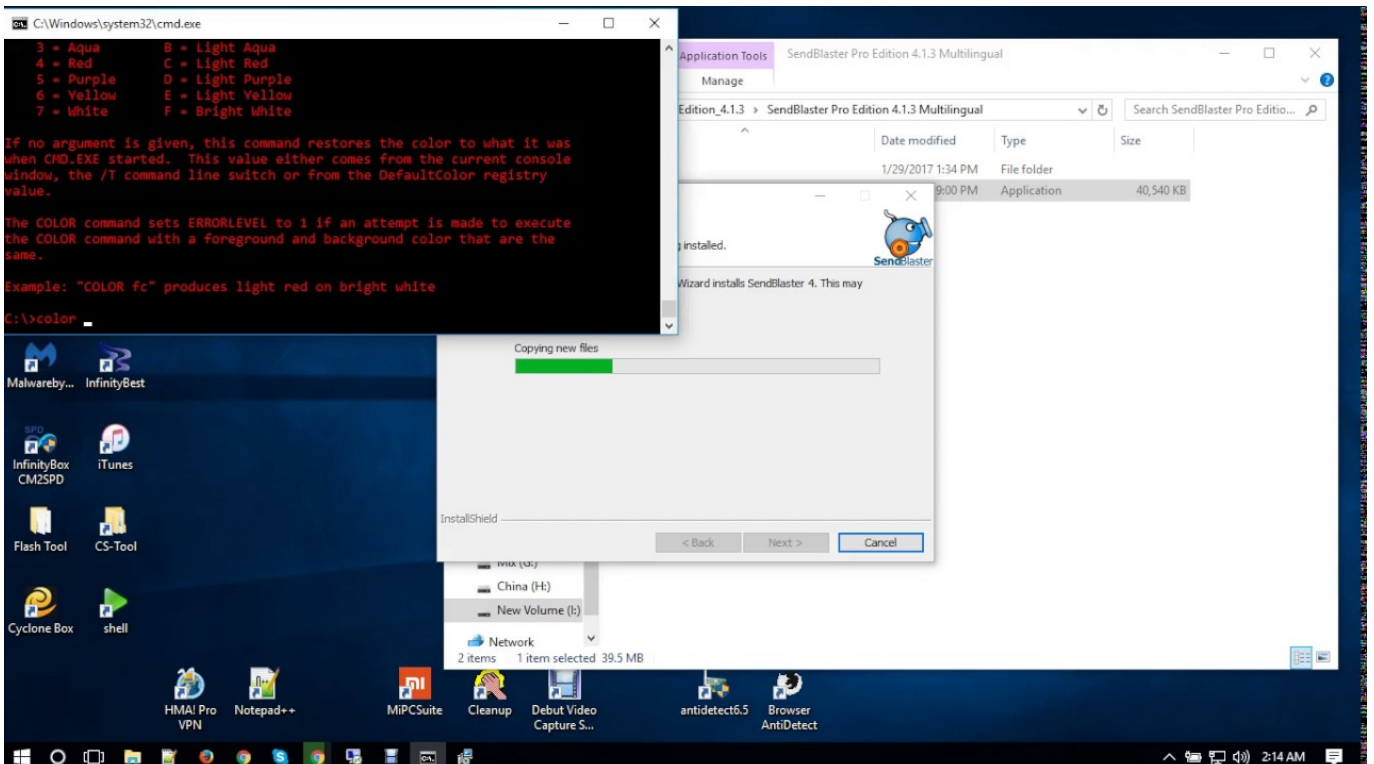 C:\Windows\system32\cmd.exe
3 = Aqua B = Light Aqua
4 = Red C = Light Red
5 = Purple D = Light Purple
6 = Yellow E = Light Yellow
7 = White F = Bright White
If no argument is given, this command restores the color to what it was
when CMD.EXE started. This value either comes from the current console
window, the /T command line switch or from the DefaultColor registry
value.
The COLOR command sets ERRORLEVEL to 1 if an attempt is made to execute
the COLOR command with a foreground and background color that are the
same.
Example: "COLOR fc" produces light red on bright white
C:\>color _
Application Tools SendBlaster Pro Edition 4.1.3 Multilingual
Manage
Edition_4.1.3 › SendBlaster Pro Edition 4.1.3 Multilingual Search SendBlaster Pro Editio...
Date modified Type Size
1/29/2017 1:34 PM File folder
9:00 PM Application 40,540 KB
installed.
SendBlaster
Wizard installs SendBlaster 4. This may
Copying new files
InstallShield
< Back Next > Cancel
China (H:)
New Volume (I:)
Network
2 items 1 item selected 39.5 MB
Malwareby... InfinityBest
SPD
InfinityBox CM2SPD
iTunes
Flash Tool CS-Tool
Cyclone Box shell
HMA! Pro VPN
Notepad++
MiPCSuite
Cleanup
Debut Video Capture S...
antidetect6.5
Browser AntiDetect
2:14 AM